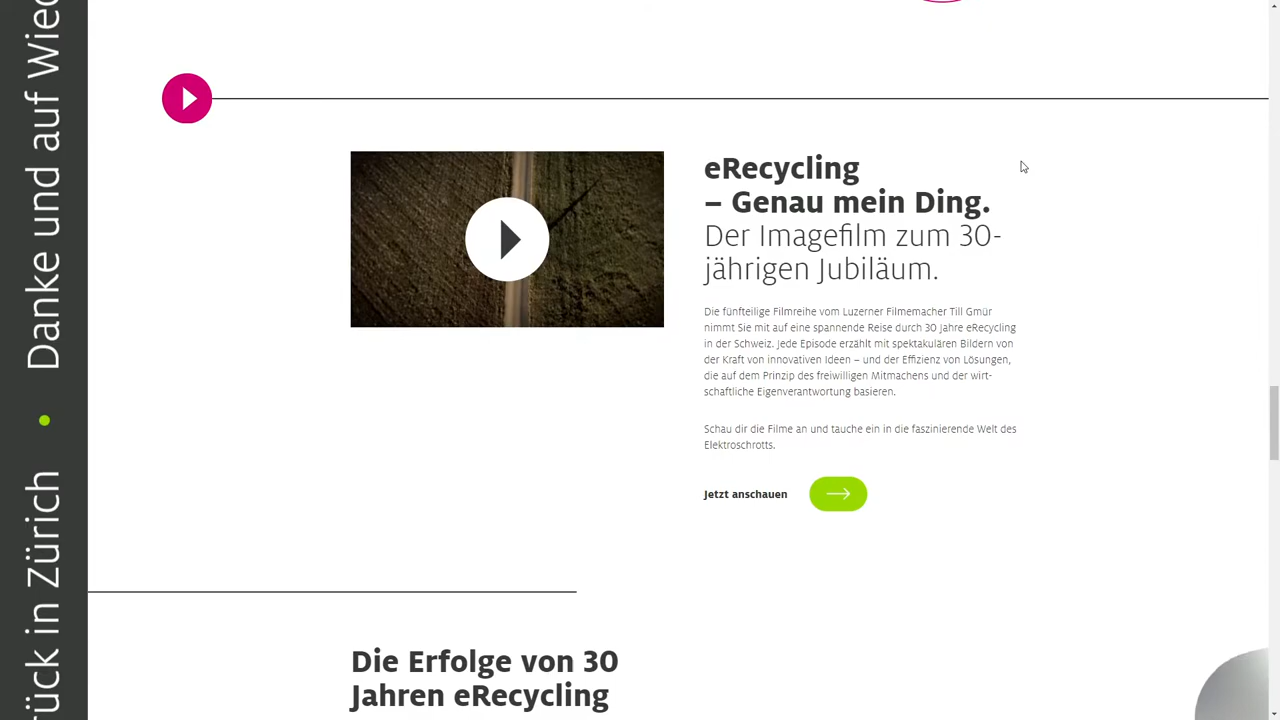 Danke und auf Wied
rück in Zürich
eRecycling
– Genau mein Ding.
Der Imagefilm zum 30-
jährigen Jubiläum.
Die fünfteilige Filmreihe vom Luzerner Filmemacher Till Gmür
nimmt Sie mit auf eine spannende Reise durch 30 Jahre eRecycling
in der Schweiz. Jede Episode erzählt mit spektakulären Bildern von
der Kraft von innovativen Ideen – und der Effizienz von Lösungen,
die auf dem Prinzip des freiwilligen Mitmachens und der wirt-
schaftliche Eigenverantwortung basieren.
Schau dir die Filme an und tauche ein in die faszinierende Welt des
Elektroschrotts.
Jetzt anschauen
Die Erfolge von 30
Jahren eRecycling